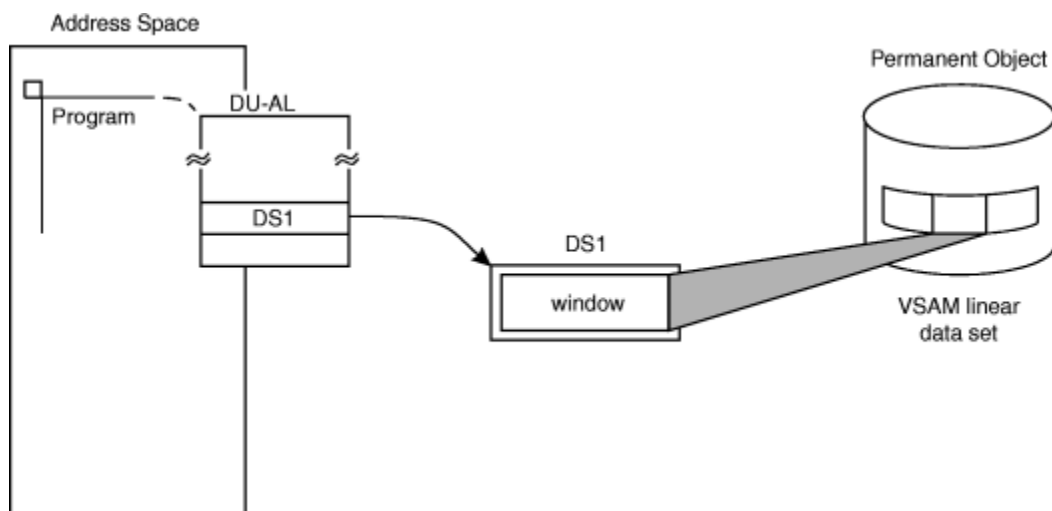 Address Space
Permanent Object
DU-AL
Program
DS1
DS1
window
VSAM linear
data set